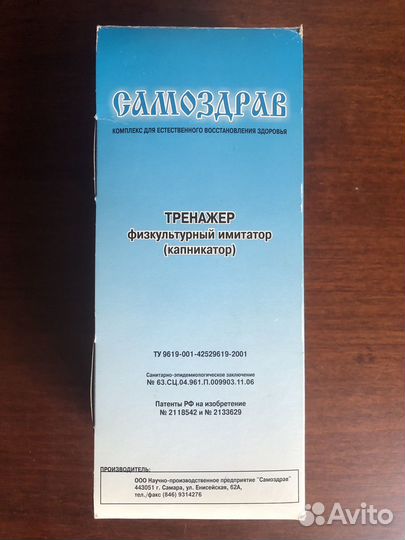 САМОЗДРАВ
КОМПЛЕКС ДЛЯ ЕСТЕСТВЕННОГО ВОССТАНОВЛЕНИЯ ЗДОРОВЬЯ
ТРЕНАЖЕР
физкультурный имитатор
(капникатор)
ТУ 9619-001-42529619-2001
Санитарно-эпидемиологическое заключение
№ 63.СЦ.04.961.П.009903.11.06
Патенты РФ на изобретение
№ 2118542 и № 2133629
ПРОИЗВОДИТЕЛЬ:
ООО Научно-производственное предприятие "Самоздрав"
443051 г. Самара, ул. Енисейская, 62А,
тел./факс (846) 9314276
Avito